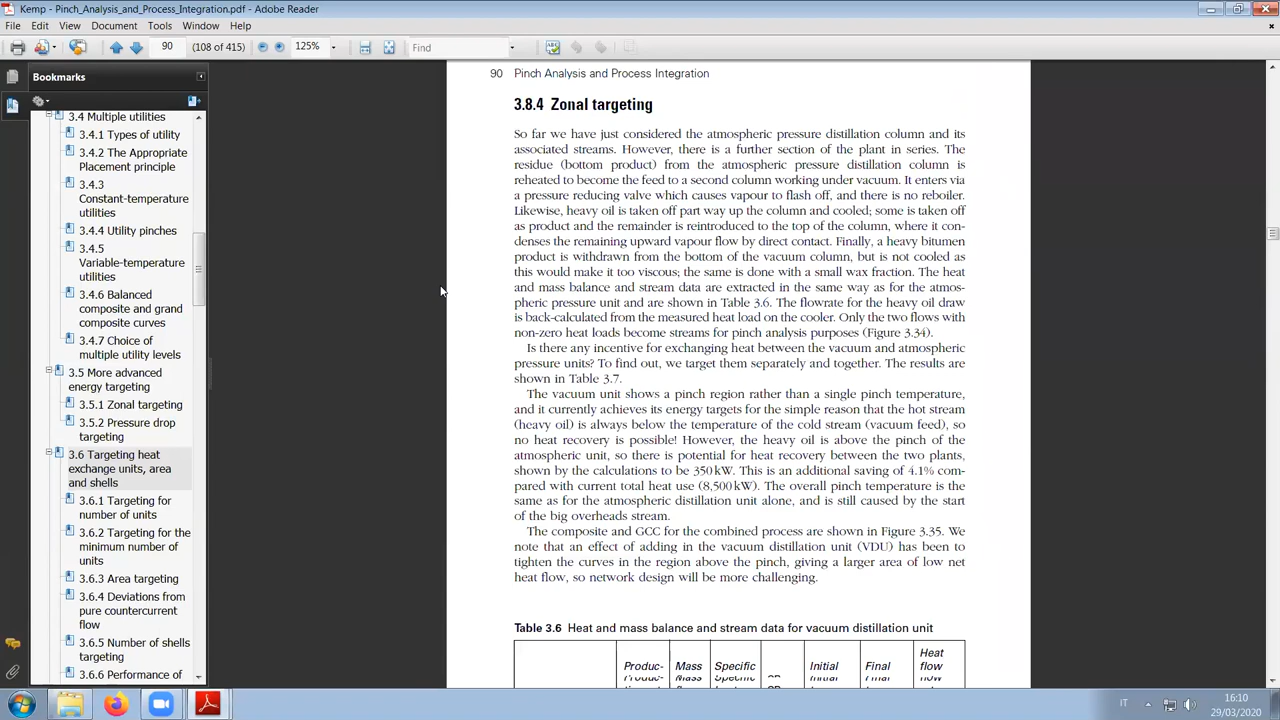 Kemp - Pinch_Analysis_and_Process_Integration.pdf - Adobe Reader
File Edit View Document Tools Window Help
90 (108 of 415) 125% Find
Bookmarks
3.4 Multiple utilities
3.4.1 Types of utility
3.4.2 The Appropriate
Placement principle
3.4.3
Constant-temperature
utilities
3.4.4 Utility pinches
3.4.5
Variable-temperature
utilities
3.4.6 Balanced
composite and grand
composite curves
3.4.7 Choice of
multiple utility levels
3.5 More advanced
energy targeting
3.5.1 Zonal targeting
3.5.2 Pressure drop
targeting
3.6 Targeting heat
exchange units, area
and shells
3.6.1 Targeting for
number of units
3.6.2 Targeting for the
minimum number of
units
3.6.3 Area targeting
3.6.4 Deviations from
pure countercurrent
flow
3.6.5 Number of shells
targeting
3.6.6 Performance of
90 Pinch Analysis and Process Integration
3.8.4 Zonal targeting
So far we have just considered the atmospheric pressure distillation column and its
associated streams. However, there is a further section of the plant in series. The
residue (bottom product) from the atmospheric pressure distillation column is
reheated to become the feed to a second column working under vacuum. It enters via
a pressure reducing valve which causes vapour to flash off, and there is no reboiler.
Likewise, heavy oil is taken off part way up the column and cooled; some is taken off
as product and the remainder is reintroduced to the top of the column, where it con-
denses the remaining upward vapour flow by direct contact. Finally, a heavy bitumen
product is withdrawn from the bottom of the vacuum column, but is not cooled as
this would make it too viscous; the same is done with a small wax fraction. The heat
and mass balance and stream data are extracted in the same way as for the atmos-
pheric pressure unit and are shown in Table 3.6. The flowrate for the heavy oil draw
is back-calculated from the measured heat load on the cooler. Only the two flows with
non-zero heat loads become streams for pinch analysis purposes (Figure 3.34).
Is there any incentive for exchanging heat between the vacuum and atmospheric
pressure units? To find out, we target them separately and together. The results are
shown in Table 3.7.
The vacuum unit shows a pinch region rather than a single pinch temperature,
and it currently achieves its energy targets for the simple reason that the hot stream
(heavy oil) is always below the temperature of the cold stream (vacuum feed), so
no heat recovery is possible! However, the heavy oil is above the pinch of the
atmospheric unit, so there is potential for heat recovery between the two plants,
shown by the calculations to be 350 kW. This is an additional saving of 4.1% com-
pared with current total heat use (8,500 kW). The overall pinch temperature is the
same as for the atmospheric distillation unit alone, and is still caused by the start
of the big overheads stream.
The composite and GCC for the combined process are shown in Figure 3.35. We
note that an effect of adding in the vacuum distillation unit (VDU) has been to
tighten the curves in the region above the pinch, giving a larger area of low net
heat flow, so network design will be more challenging.
Table 3.6 Heat and mass balance and stream data for vacuum distillation unit
Heat
Produc- Mass Specific Initial Final flow
IT
16:10
29/03/2020